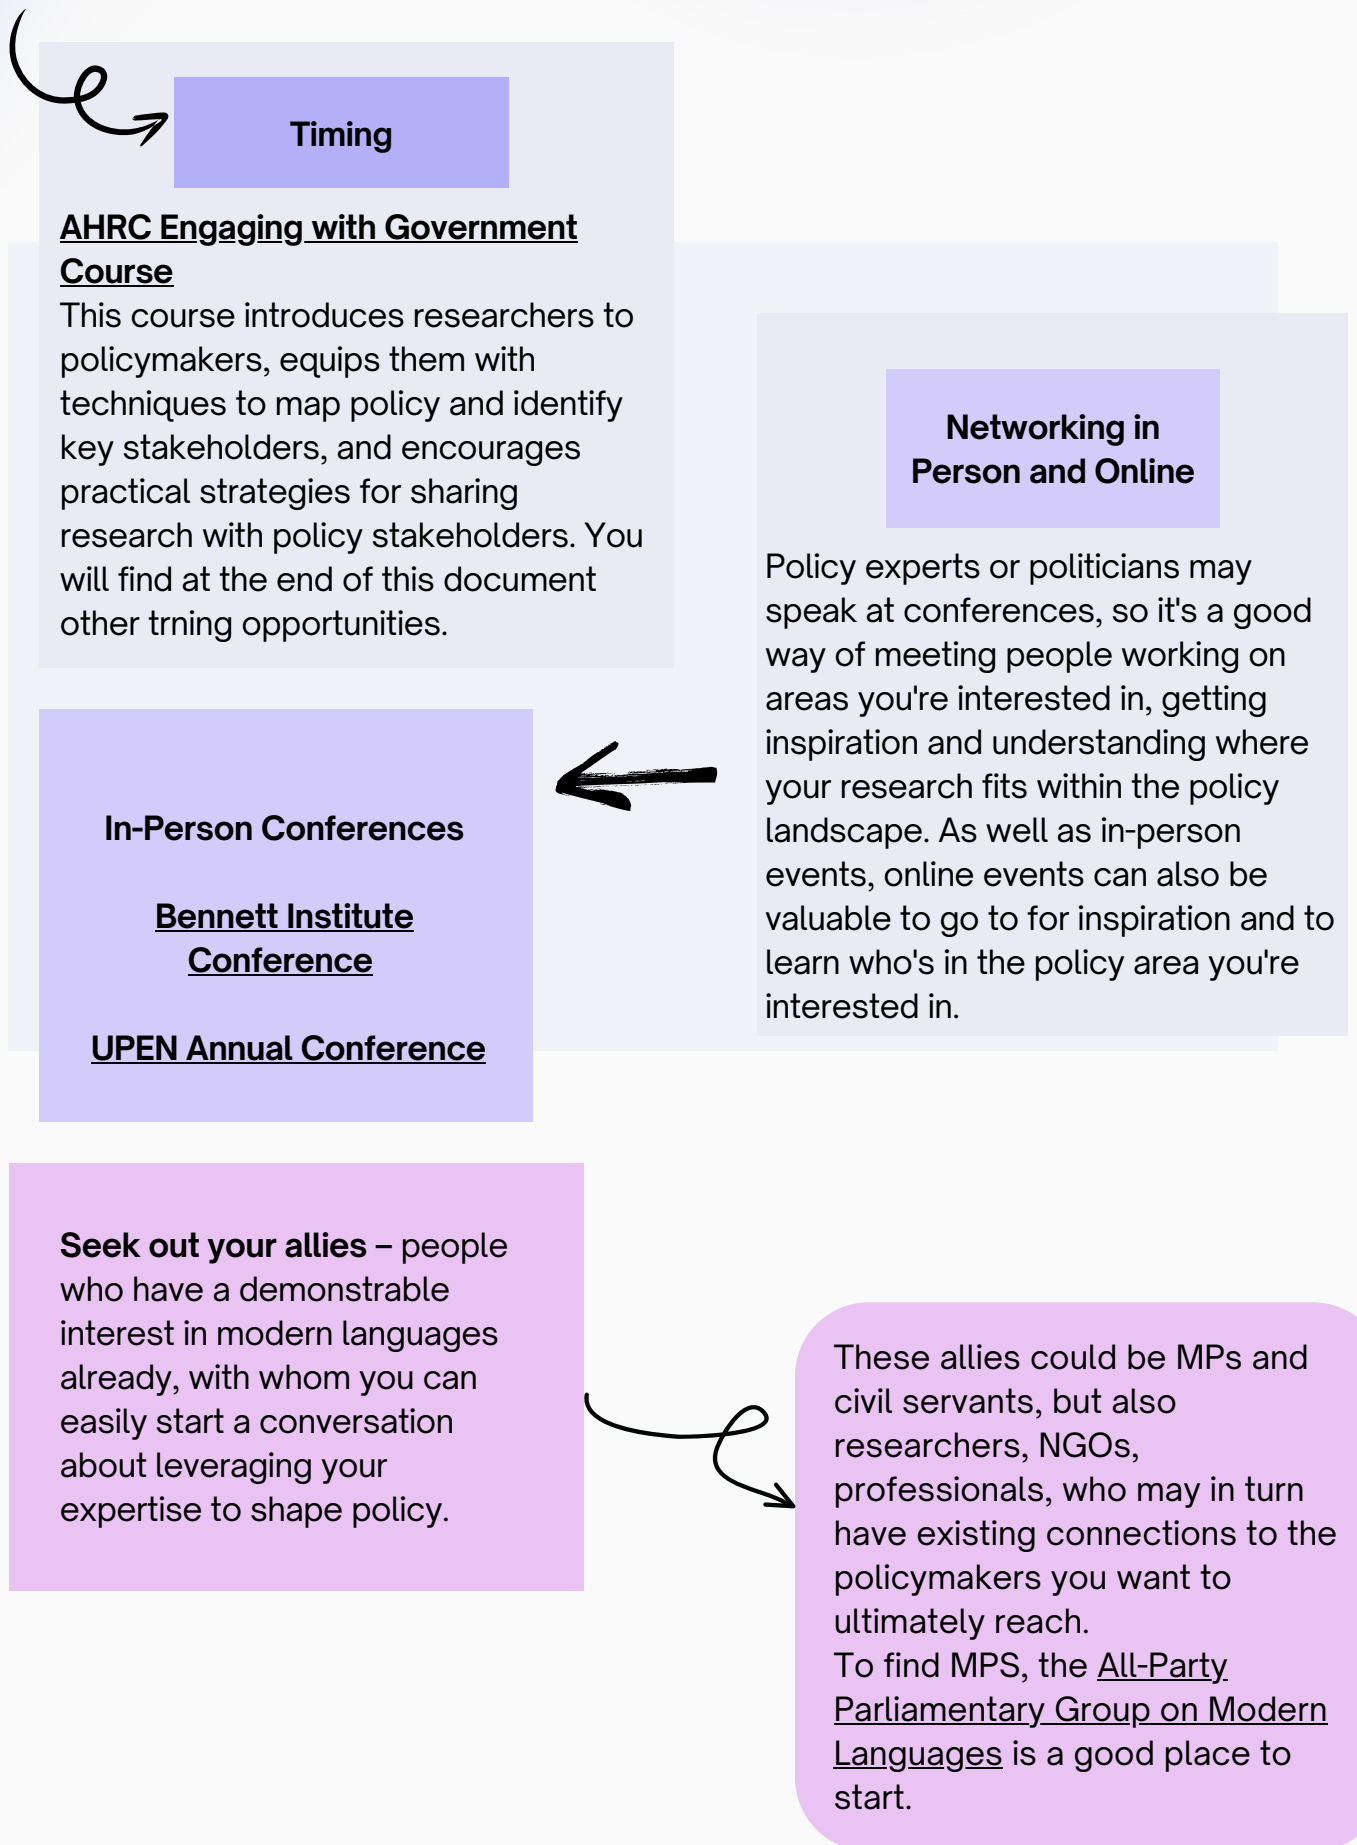 Timing
AHRC Engaging with Government
Course
This course introduces researchers to
policymakers, equips them with
techniques to map policy and identify
key stakeholders, and encourages
practical strategies for sharing
research with policy stakeholders. You
will find at the end of this document
other trning opportunities.
Networking in
Person and Online
Policy experts or politicians may
speak at conferences, so it's a good
way of meeting people working on
areas you're interested in, getting
inspiration and understanding where
your research fits within the policy
landscape. As well as in-person
events, online events can also be
valuable to go to for inspiration and to
learn who's in the policy area you're
interested in.
In-Person Conferences
Bennett Institute
Conference
UPEN Annual Conference
Seek out your allies – people
who have a demonstrable
interest in modern languages
already, with whom you can
easily start a conversation
about leveraging your
expertise to shape policy.
These allies could be MPs and
civil servants, but also
researchers, NGOs,
professionals, who may in turn
have existing connections to the
policymakers you want to
ultimately reach.
To find MPS, the All-Party
Parliamentary Group on Modern
Languages is a good place to
start.